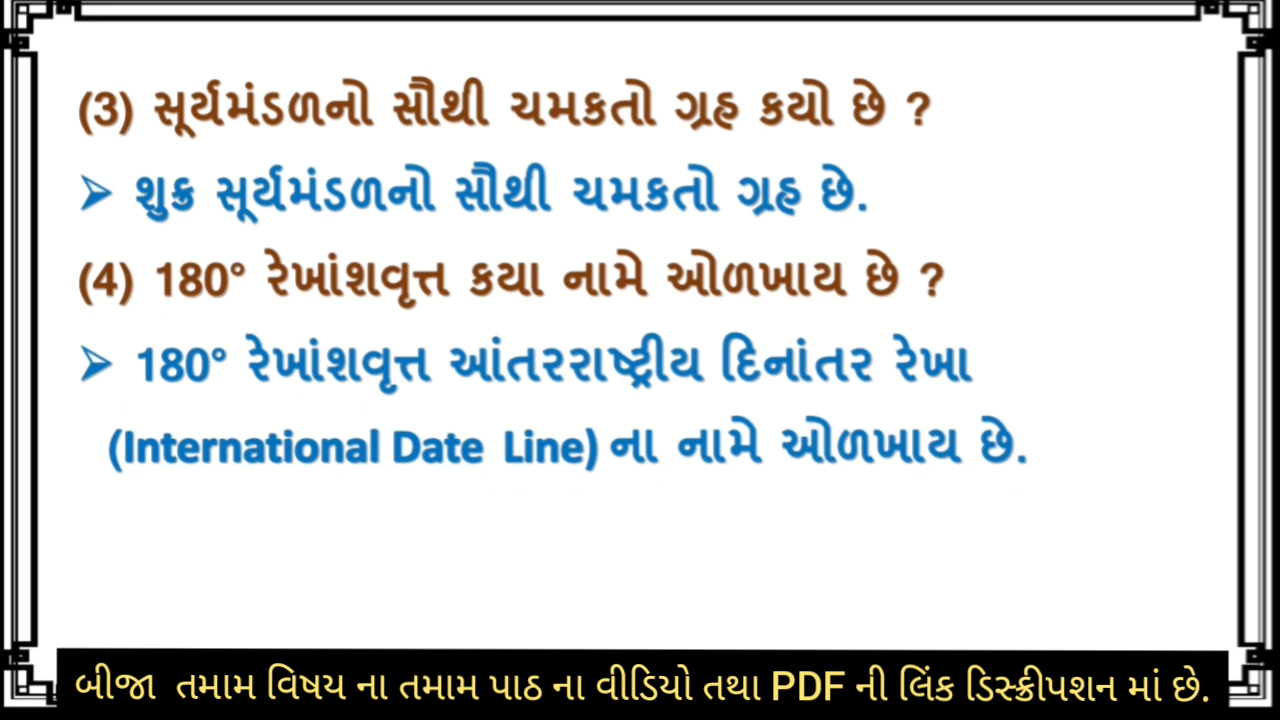 (3) સૂર્યમંડળનો સૌથી ચમકતો ગ્રહ કયો છે ?
➢ શુક્ર સૂર્યમંડળનો સૌથી ચમકતો ગ્રહ છે.
(4) 180° રેખાંશવૃત્ત કયા નામે ઓળખાય છે ?
➢ 180° રેખાંશવૃત્ત આંતરરાષ્ટ્રીય દિનાંતર રેખા
(International Date Line) ના નામે ઓળખાય છે.
બીજા તમામ વિષય ના તમામ પાઠ ના વીડિયો તથા PDF ની લિંક ડિસ્ક્રીપશન માં છે.